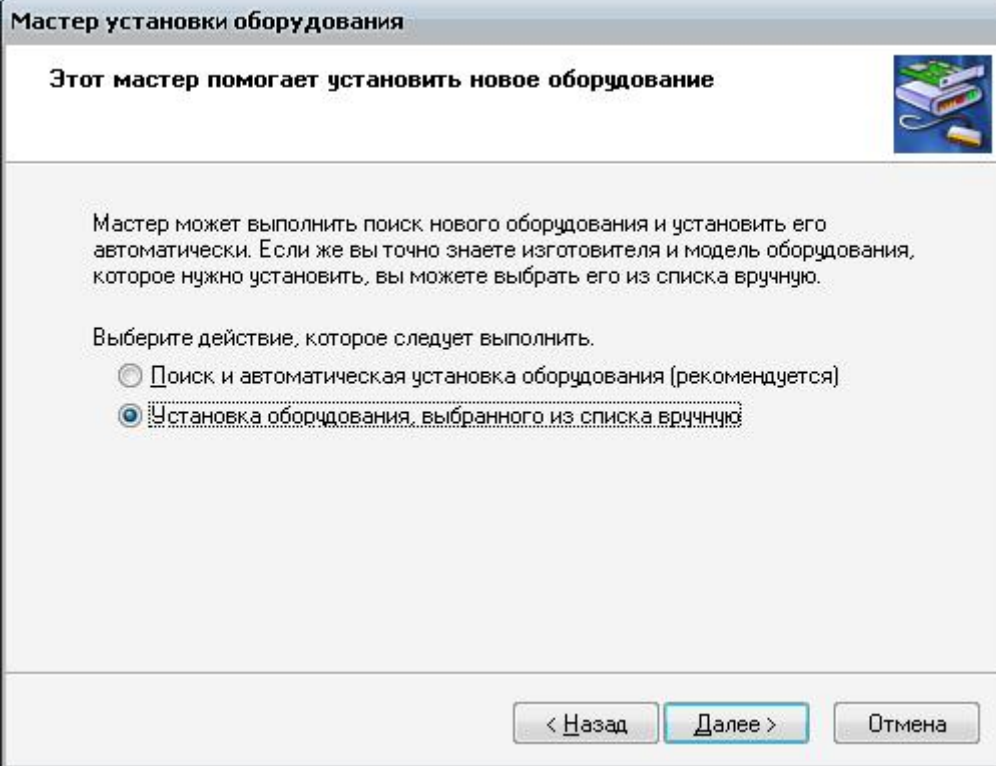 Мастер установки оборудования
Этот мастер помогает установить новое оборудование
Мастер может выполнить поиск нового оборудования и установить его
автоматически. Если же вы точно знаете изготовителя и модель оборудования,
которое нужно установить, вы можете выбрать его из списка вручную.
Выберите действие, которое следует выполнить.
Поиск и автоматическая установка оборудования (рекомендуется)
Установка оборудования, выбранного из списка вручную
< Назад Далее > Отмена